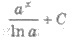 a^x/ln a + C